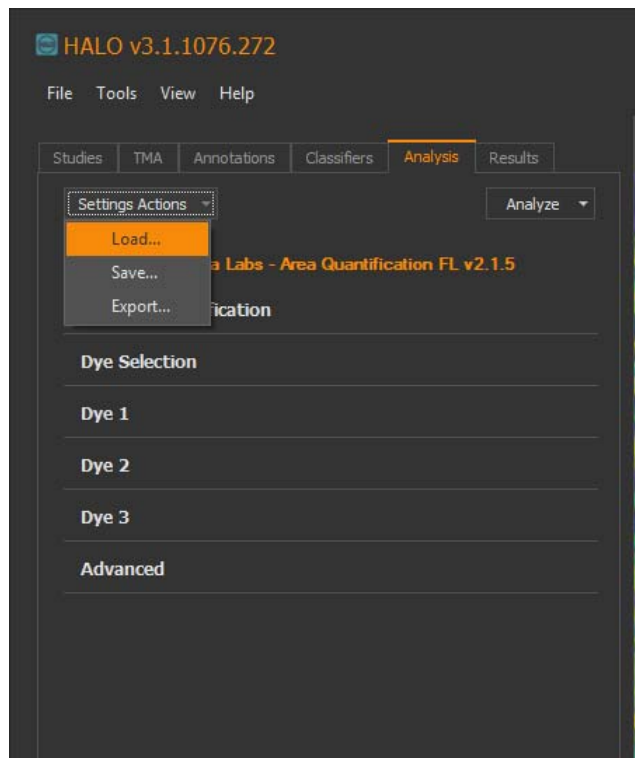 HALO v3.1.1076.272
File Tools View Help
Studies TMA Annotations Classifiers Analysis Results
Settings Actions Analyze
Load...
a Labs - Area Quantification FL v2.1.5
Save...
Export...
ification
Dye Selection
Dye 1
Dye 2
Dye 3
Advanced